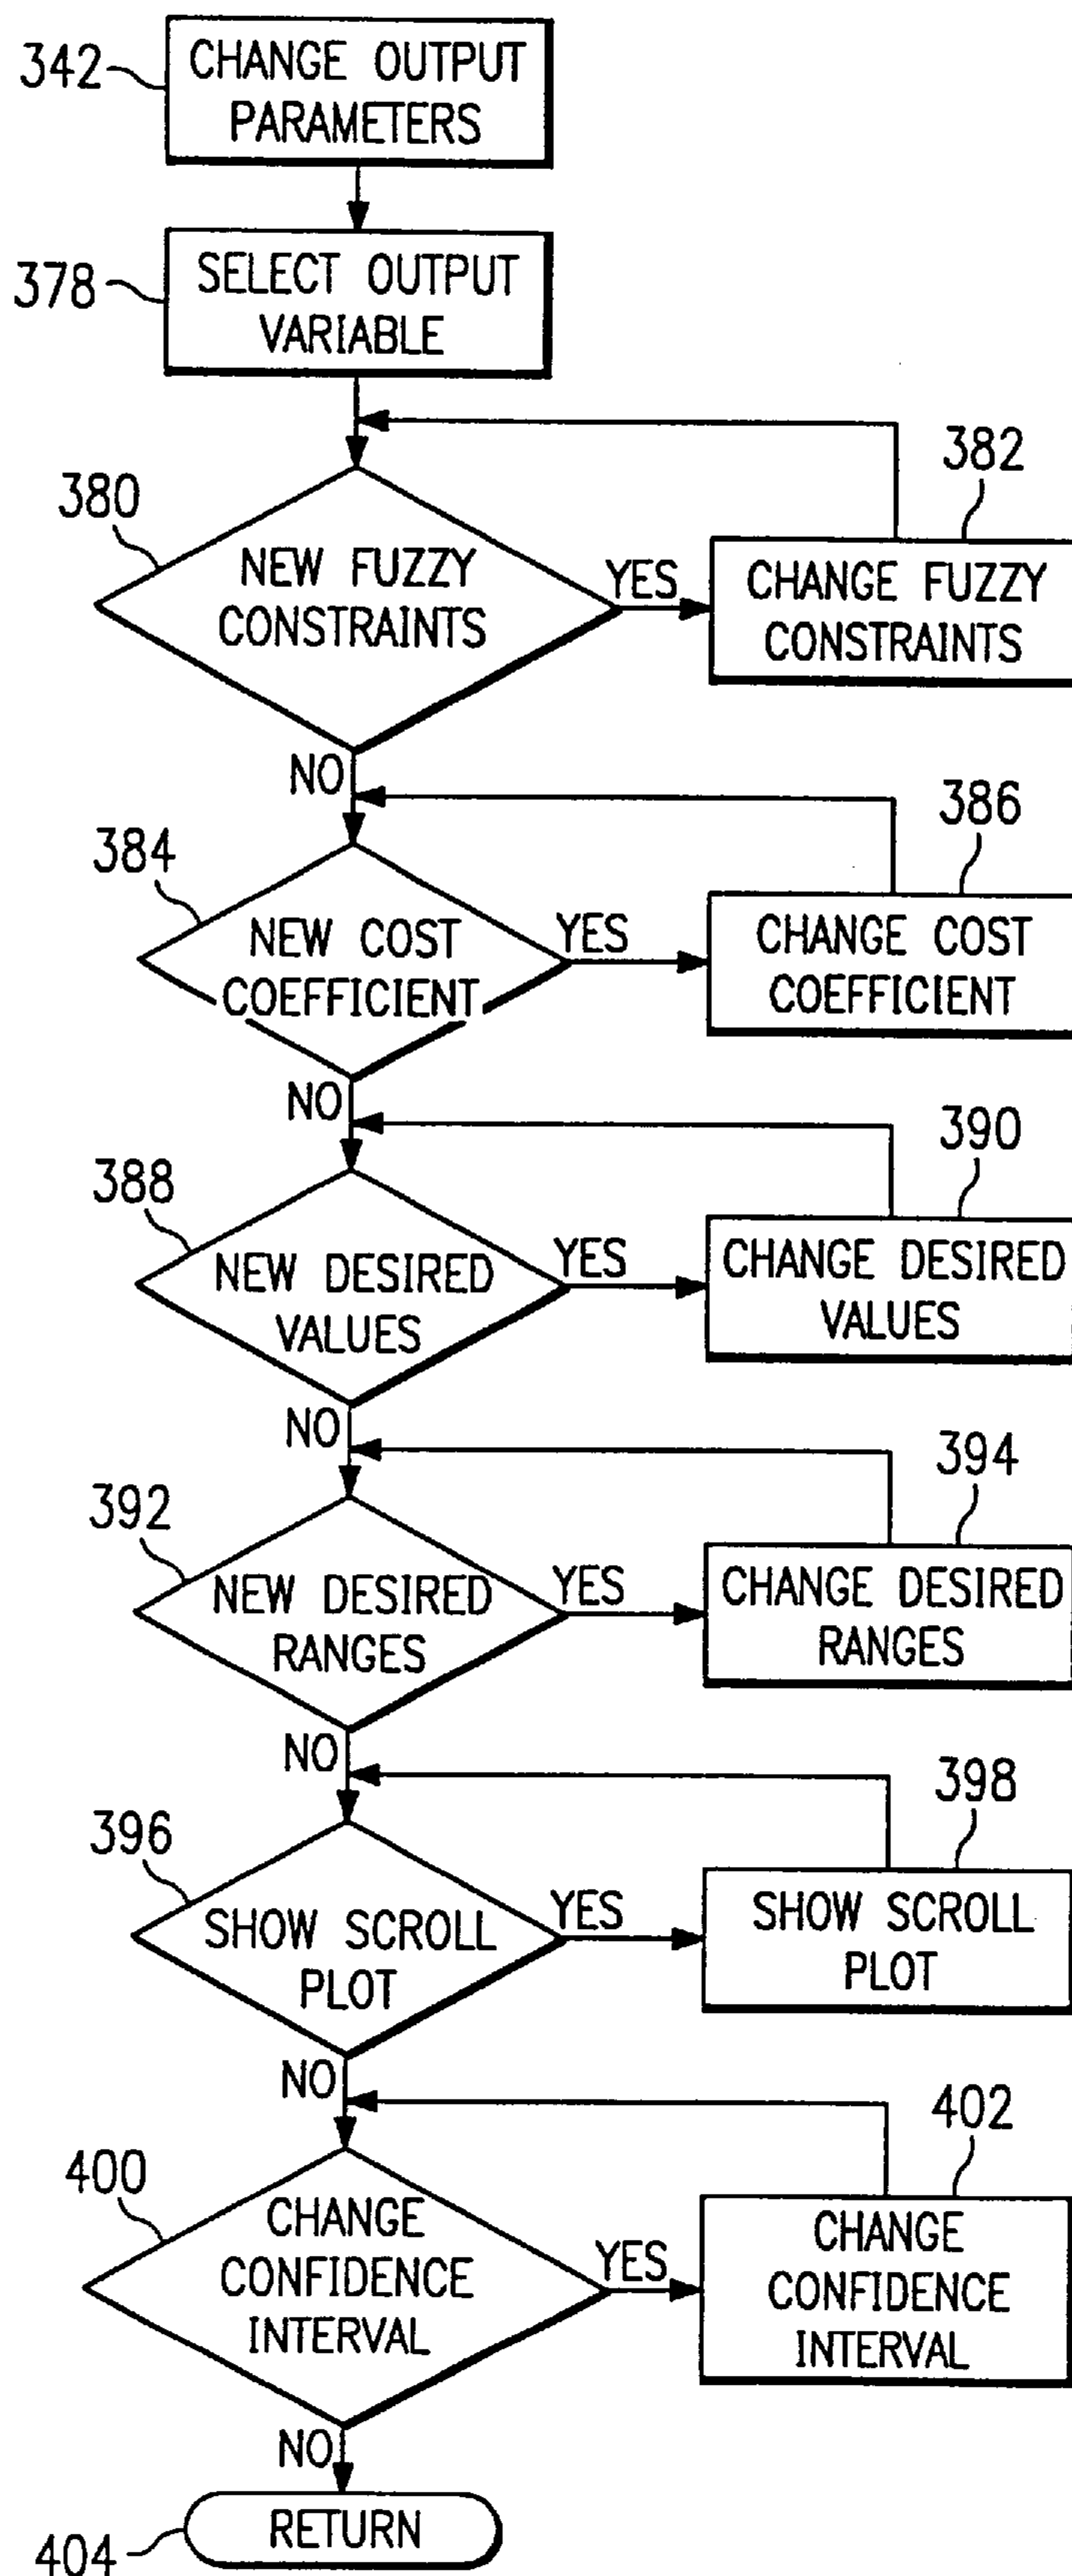 342
CHANGE OUTPUT
PARAMETERS
378
SELECT OUTPUT
VARIABLE
380
NEW FUZZY
CONSTRAINTS
YES
382
CHANGE FUZZY
CONSTRAINTS
NO
384
NEW COST
COEFFICIENT
YES
386
CHANGE COST
COEFFICIENT
NO
388
NEW DESIRED
VALUES
YES
390
CHANGE DESIRED
VALUES
NO
392
NEW DESIRED
RANGES
YES
394
CHANGE DESIRED
RANGES
NO
396
SHOW SCROLL
PLOT
YES
398
SHOW SCROLL
PLOT
NO
400
CHANGE
CONFIDENCE
INTERVAL
YES
402
CHANGE
CONFIDENCE
INTERVAL
NO
404
RETURN